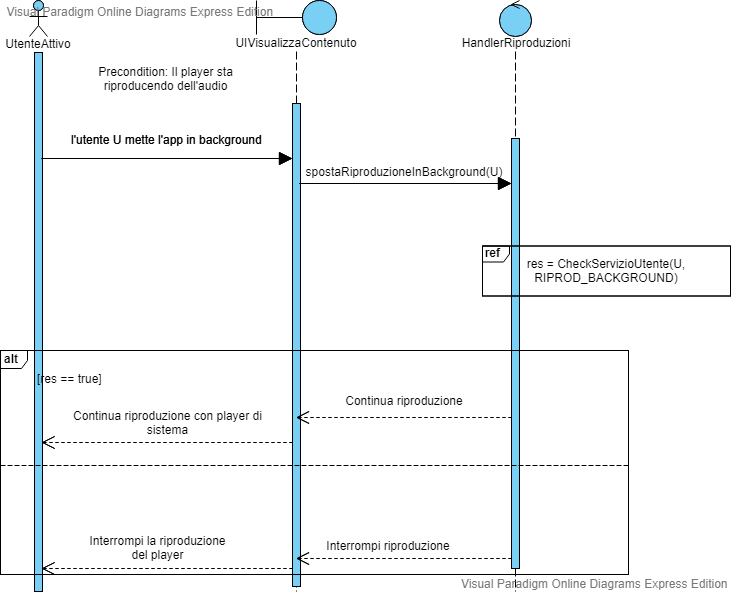 Visual Paradigm Online Diagrams Express Edition
UtenteAttivo
UIVisualizzaContenuto
HandlerRiproduzioni
Precondition: Il player sta
riproducendo dell'audio
l'utente U mette l'app in background
spostaRiproduzioneInBackground(U)
ref
res = CheckServizioUtente(U,
RIPROD_BACKGROUND)
alt
[res == true]
Continua riproduzione
Continua riproduzione con player di
sistema
Interrompi la riproduzione
del player
Interrompi riproduzione
Visual Paradigm Online Diagrams Express Edition